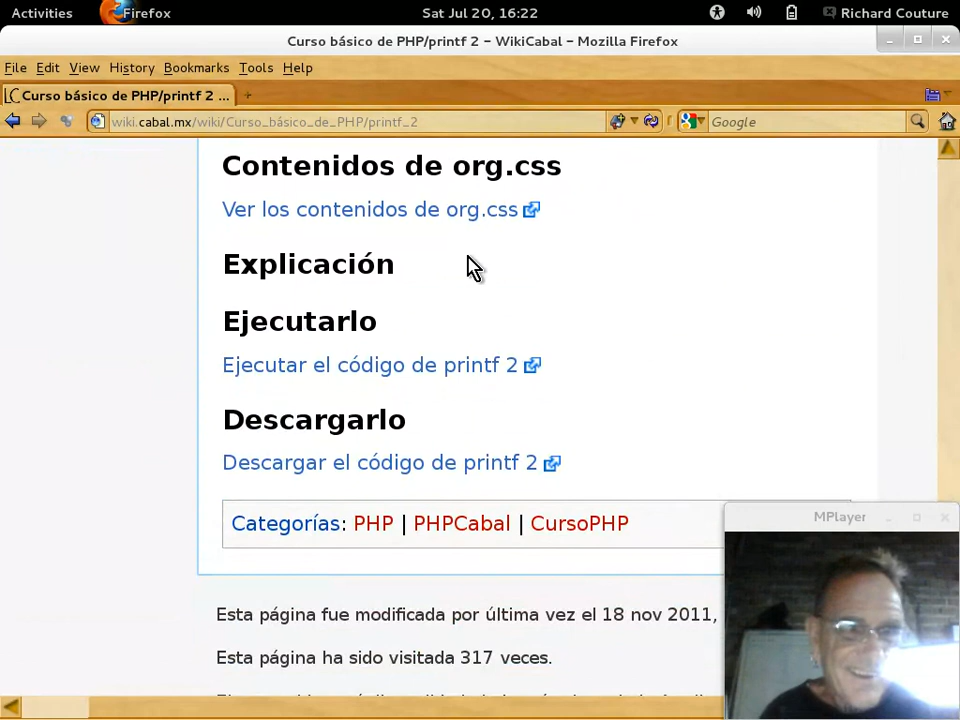 Activities Firefox Sat Jul 20, 16:22 Richard Couture
Curso básico de PHP/printf 2 – WikiCabal – Mozilla Firefox
File Edit View History Bookmarks Tools Help
Curso básico de PHP/printf 2 ...
wiki.cabal.mx/wiki/Curso_básico_de_PHP/printf_2 Google
Contenidos de org.css
Ver los contenidos de org.css
Explicación
Ejecutarlo
Ejecutar el código de printf 2
Descargarlo
Descargar el código de printf 2
Categorías: PHP | PHPCabal | CursoPHP
MPlayer
Esta página fue modificada por última vez el 18 nov 2011,
Esta página ha sido visitada 317 veces.